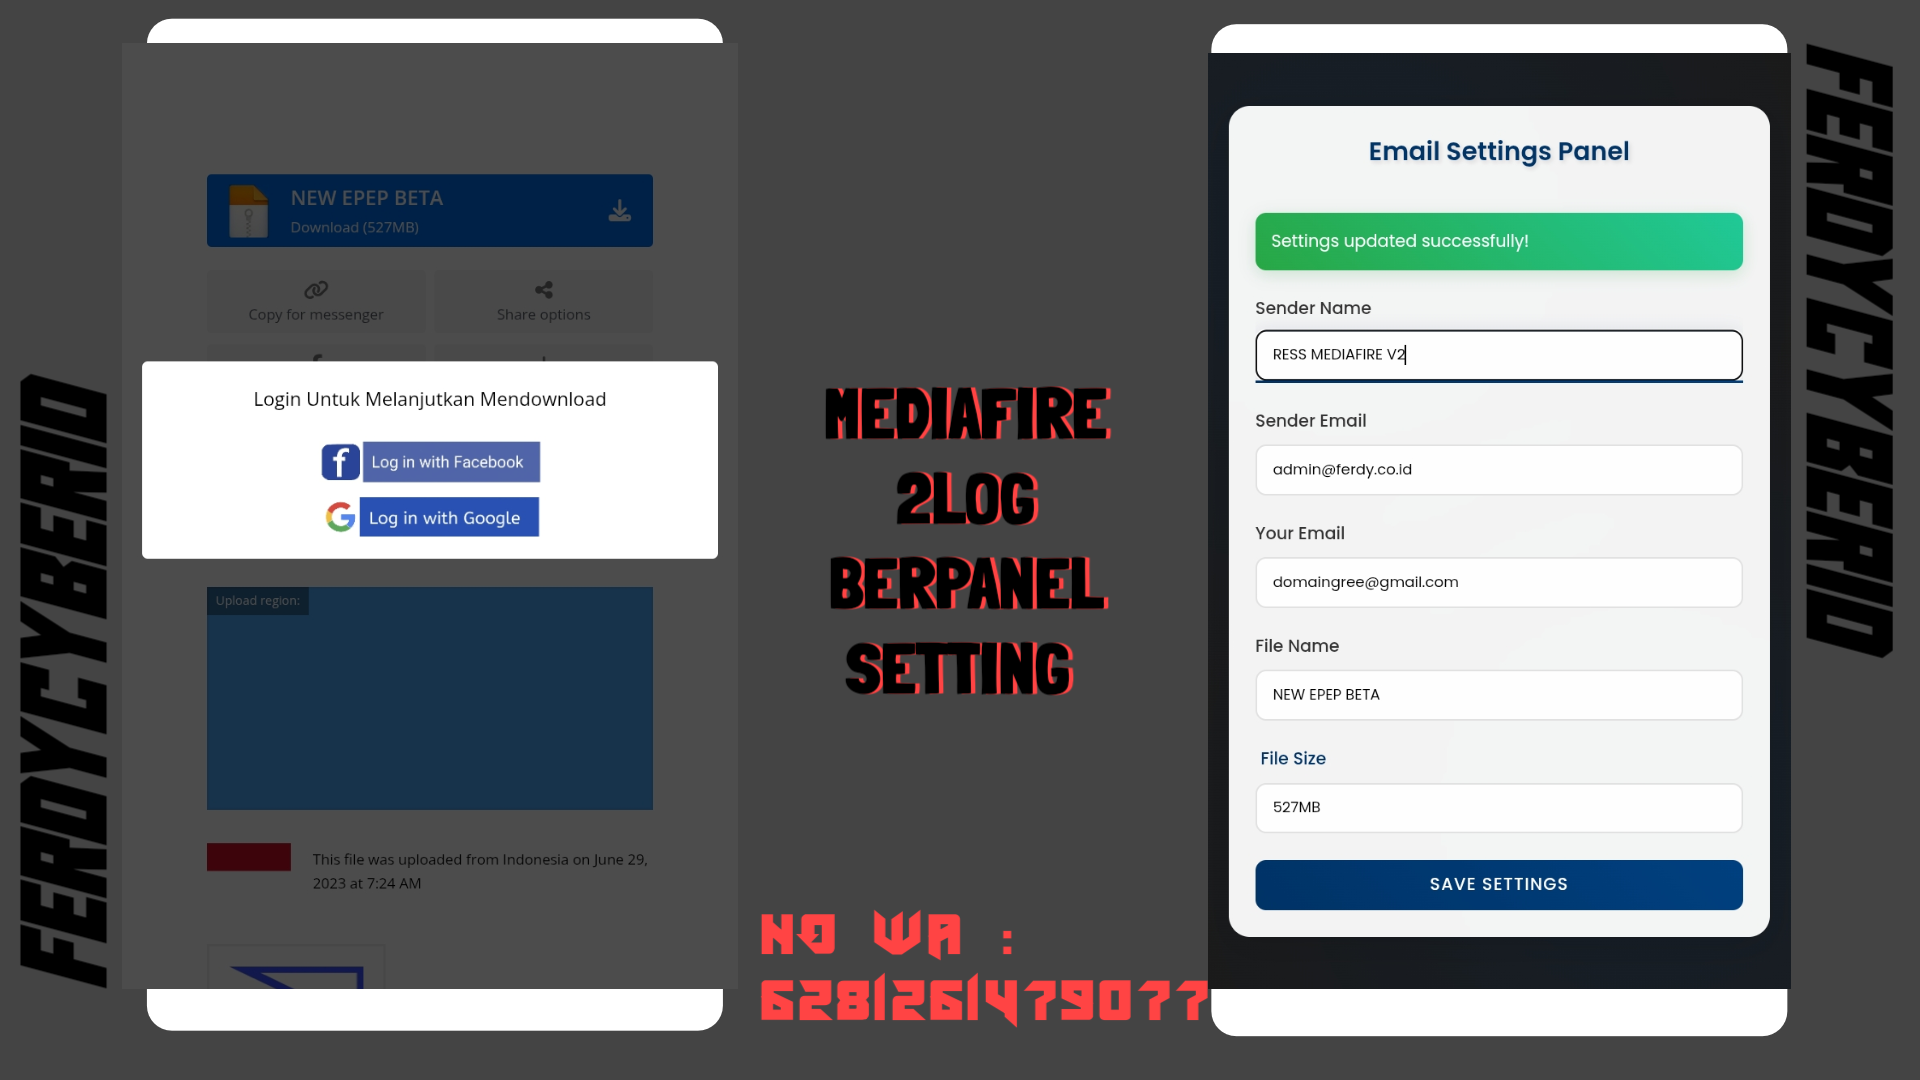 FERDYCYBERID
NEW EPEP BETA
Download (527MB)
Copy for messenger
Share options
Login Untuk Melanjutkan Mendownload
f Log in with Facebook
G Log in with Google
Upload region:
This file was uploaded from Indonesia on June 29,
2023 at 7:24 AM
MEDIAFIRE
2LOG
BERPANEL
SETTING
NO WA :
6281261479077
Email Settings Panel
Settings updated successfully!
Sender Name
RESS MEDIAFIRE V2
Sender Email
admin@ferdy.co.id
Your Email
domaingree@gmail.com
File Name
NEW EPEP BETA
File Size
527MB
SAVE SETTINGS
FERDYCYBERID